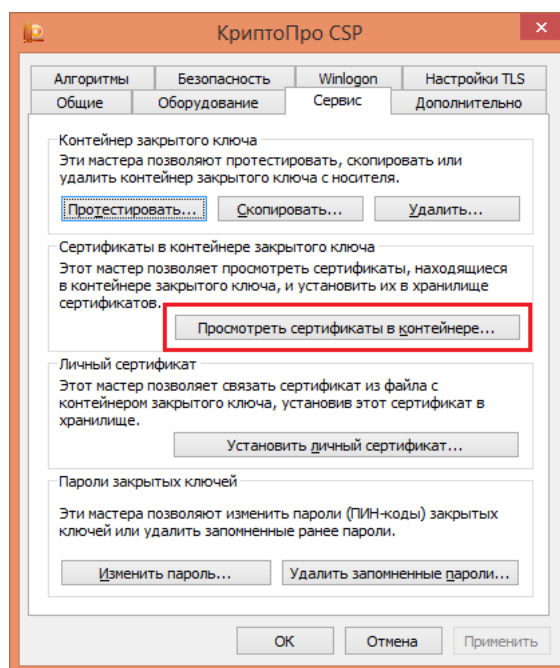 КриптоПро CSP
Алгоритмы Безопасность Winlogon Настройки TLS
Общие Оборудование Сервис Дополнительно
Контейнер закрытого ключа
Эти мастера позволяют протестировать, скопировать или
удалить контейнер закрытого ключа с носителя.
Протестировать... Скопировать... Удалить...
Сертификаты в контейнере закрытого ключа
Этот мастер позволяет просмотреть сертификаты, находящиеся
в контейнере закрытого ключа, и установить их в хранилище
сертификатов.
Просмотреть сертификаты в контейнере...
Личный сертификат
Этот мастер позволяет связать сертификат из файла с
контейнером закрытого ключа, установив этот сертификат в
хранилище.
Установить личный сертификат...
Пароли закрытых ключей
Эти мастера позволяют изменить пароли (ПИН-коды) закрытых
ключей или удалить запомненные ранее пароли.
Изменить пароль... Удалить запомненные пароли...
ОК Отмена Применить